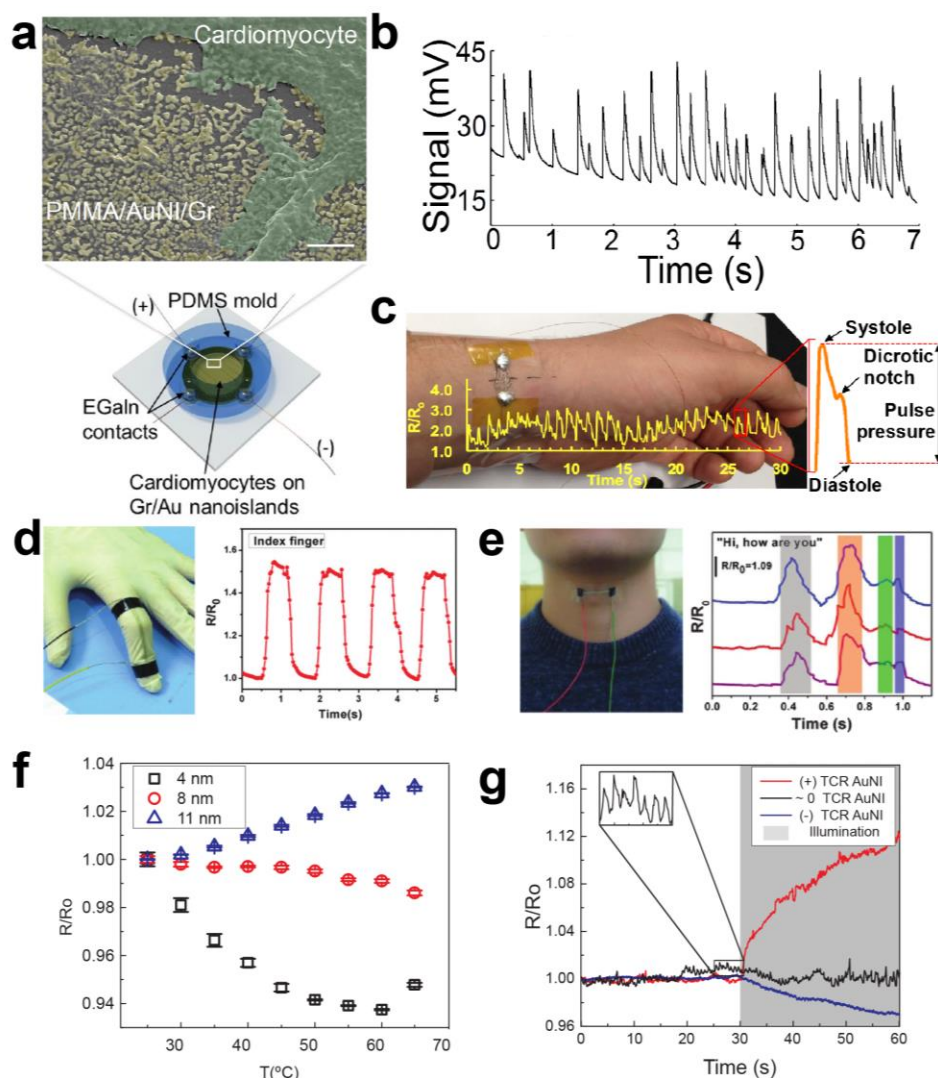 a
Cardiomyocyte
PMMA/AuNI/Gr
(+)
PDMS mold
EGaIn
contacts
(-)
Cardiomyocytes on
Gr/Au nanoislands
b
Signal (mV)
45
35
25
15
0 1 2 3 4 5 6 7
Time (s)
c
R/R0
4.0
3.0
2.0
1.0
0 5 10 15 20 25 30
Time (s)
Systole
Dicrotic
notch
Pulse
pressure
Diastole
d
Index finger
R/R0
1.6
1.4
1.2
1.0
0 1 2 3 4 5
Time(s)
e
"Hi, how are you"
R/R0=1.09
R/R0
0.0 0.2 0.4 0.6 0.8 1.0
Time (s)
f
4 nm
8 nm
11 nm
R/Ro
1.04
1.02
1.00
0.98
0.96
0.94
30 40 50 60 70
T(ºC)
g
(+) TCR AuNI
~ 0 TCR AuNI
(-) TCR AuNI
Illumination
R/Ro
1.16
1.12
1.08
1.04
1.00
0.96
0 10 20 30 40 50 60
Time (s)